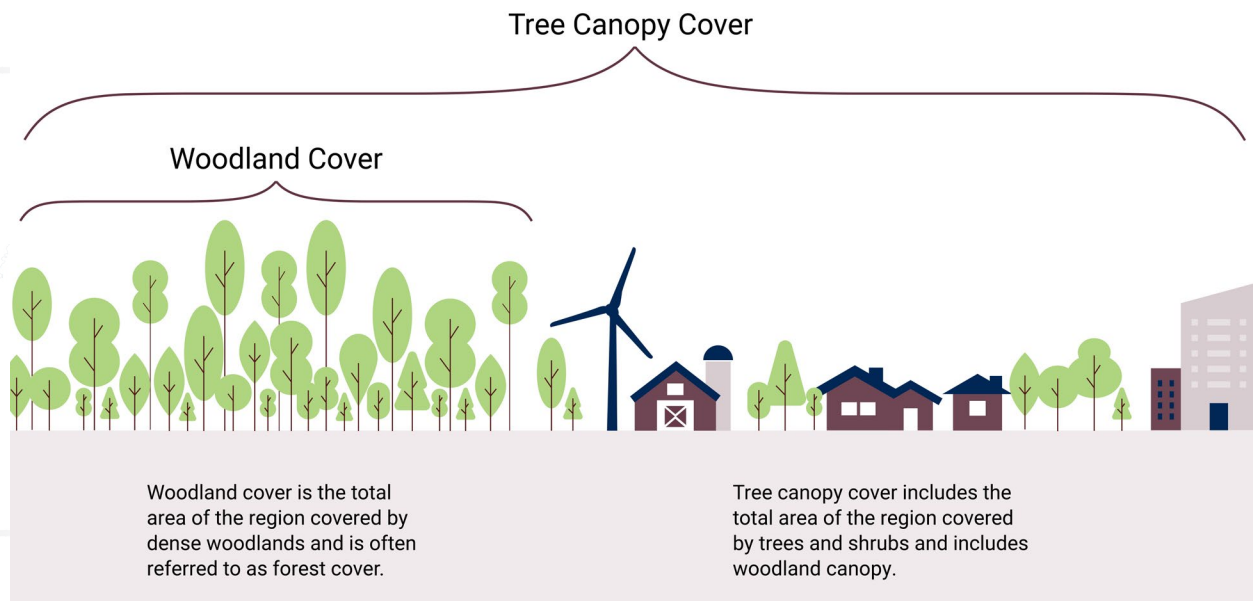 Tree Canopy Cover
Woodland Cover
Woodland cover is the total
area of the region covered by
dense woodlands and is often
referred to as forest cover.
Tree canopy cover includes the
total area of the region covered
by trees and shrubs and includes
woodland canopy.